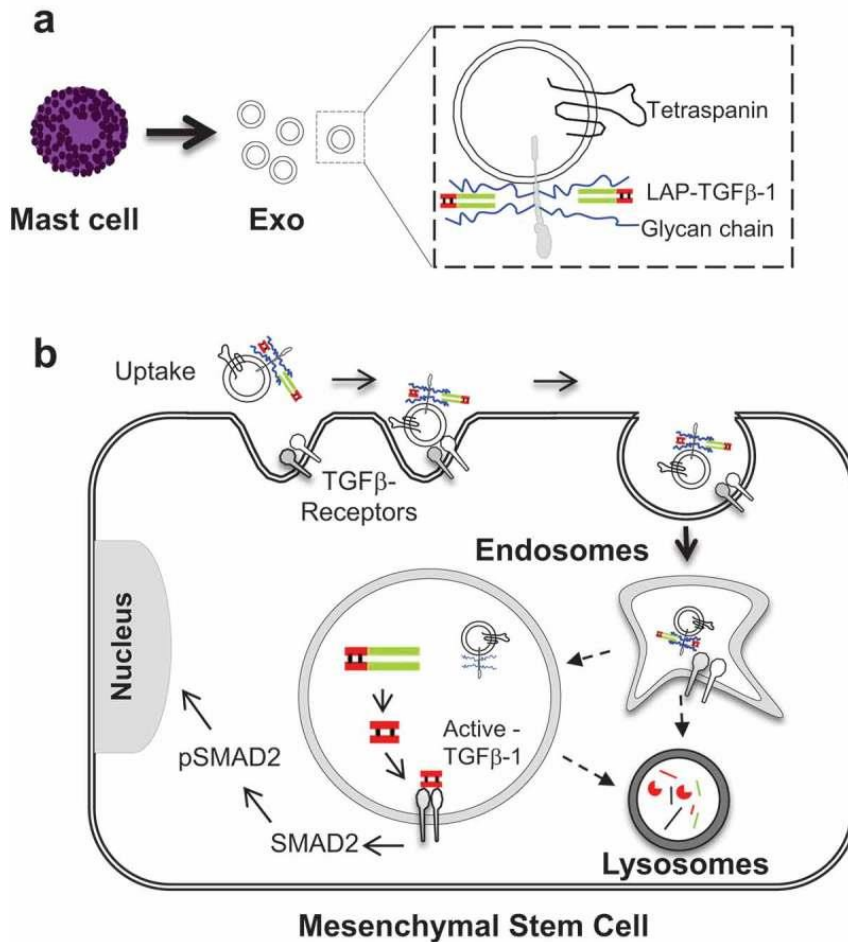 a
Tetraspanin
LAP-TGFβ-1
Glycan chain
Mast cell
Exo
b
Uptake
TGFβ-
Receptors
Endosomes
Nucleus
Active -
TGFβ-1
pSMAD2
SMAD2
Lysosomes
Mesenchymal Stem Cell